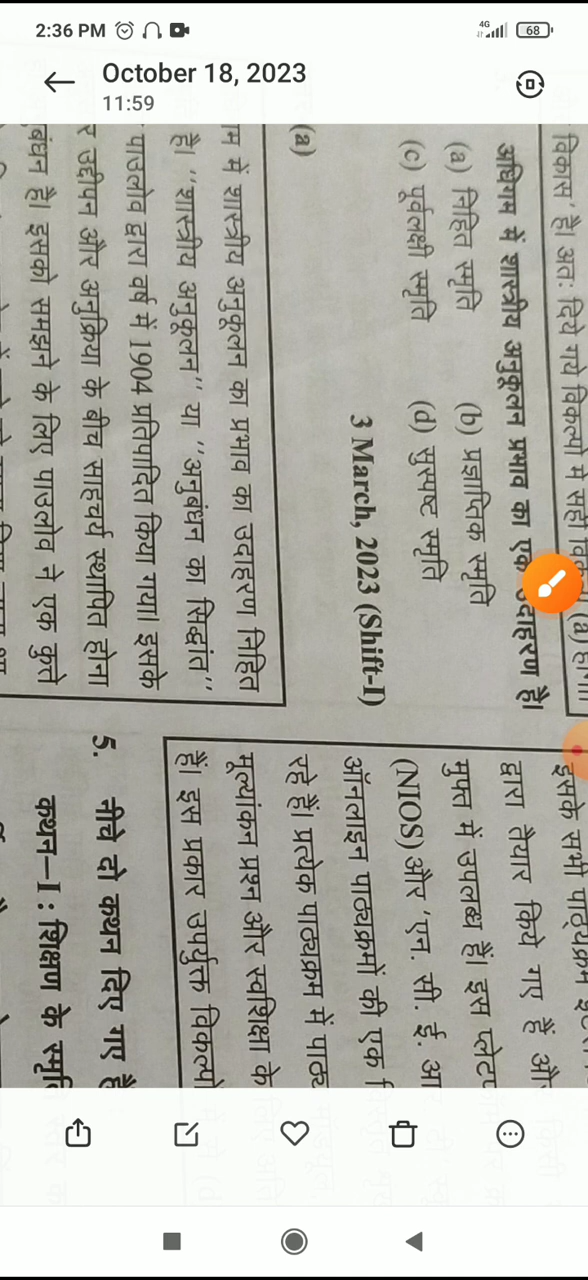 2:36 PM
4G
68
October 18, 2023
11:59
विकास' है। अतः दिये गये विकल्पों में सही
(a)
अधिगम में शास्त्रीय अनुकूलन प्रभाव का एक उदाहरण है।
(a) निहित स्मृति (b) प्रज्ञाप्तिक स्मृति
(c) पूर्वलक्षी स्मृति (d) सुस्पष्ट स्मृति
3 March, 2023 (Shift-I)
(a)
म में शास्त्रीय अनुकूलन का प्रभाव का उदाहरण निहित
है। "शास्त्रीय अनुकूलन" या "अनुबंधन का सिद्धांत"
पाउलोव द्वारा वर्ष में 1904 प्रतिपादित किया गया। इसके
र उद्दीपन और अनुक्रिया के बीच साहचर्य स्थापित होना
नुबंधन है। इसको समझने के लिए पाउलोव ने एक कुत्ते
इसके सभी पाठ्यक्रम
द्वारा तैयार किये गए हैं और
मुफ्त में उपलब्ध हैं। इस प्लेट
(NIOS) और 'एन. सी. ई. आ
ऑनलाइन पाठ्यक्रमों की एक
रहे हैं। प्रत्येक पाठ्यक्रम में पाठ्य
मूल्यांकन प्रश्न और स्वशिक्षा के
हैं। इस प्रकार उपर्युक्त विकल्पों
5. नीचे दो कथन दिए गए हैं
कथन–I : शिक्षण के स्मृति